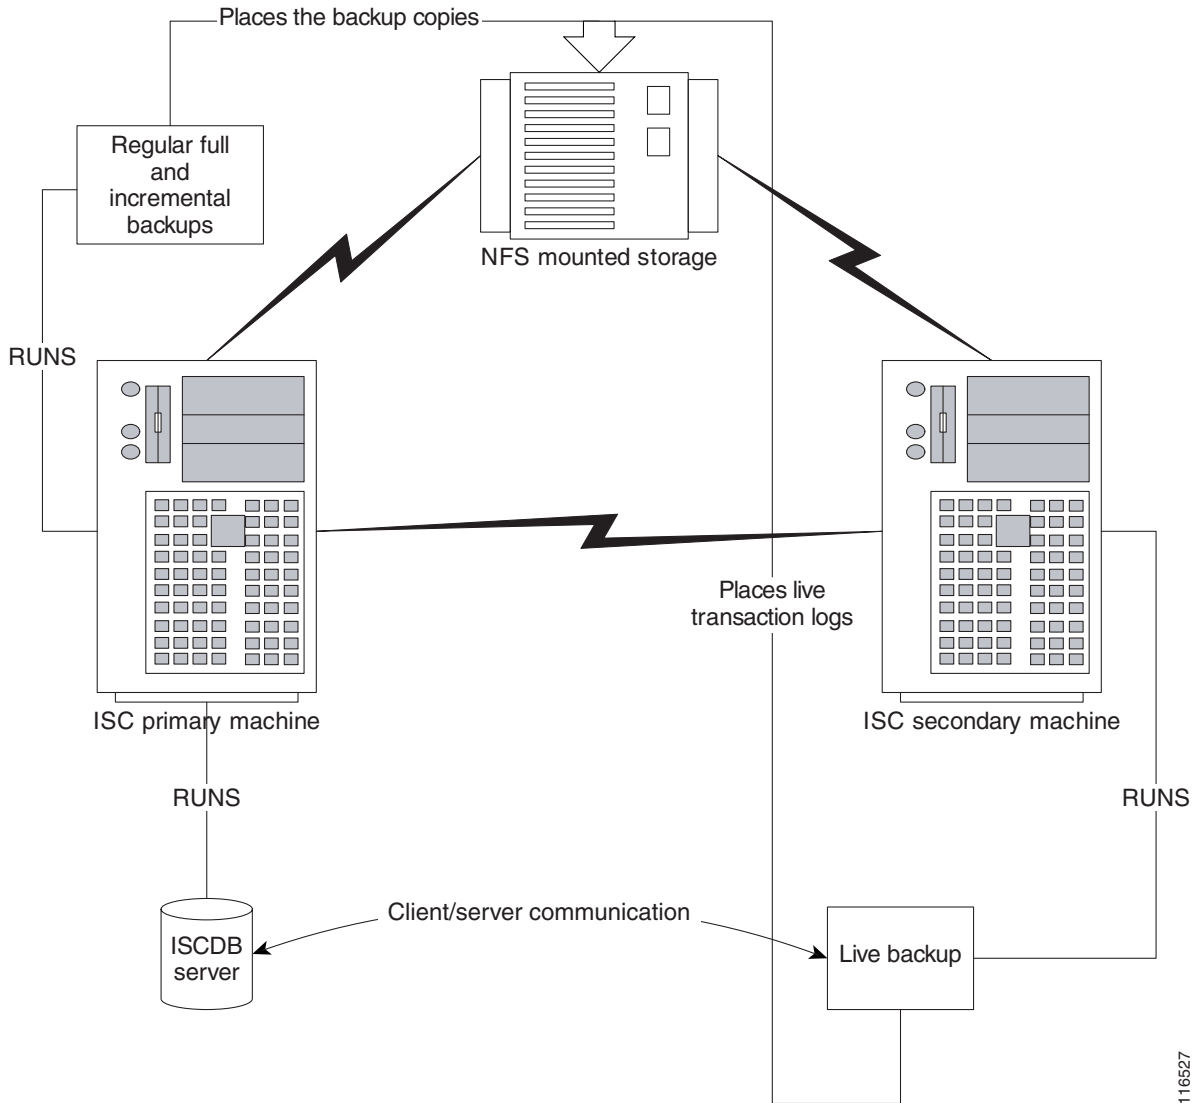 Places the backup copies
Regular full
and
incremental
backups
NFS mounted storage
RUNS
Places live
transaction logs
ISC primary machine
ISC secondary machine
RUNS
RUNS
Client/server communication
ISCDB
server
Live backup
116527